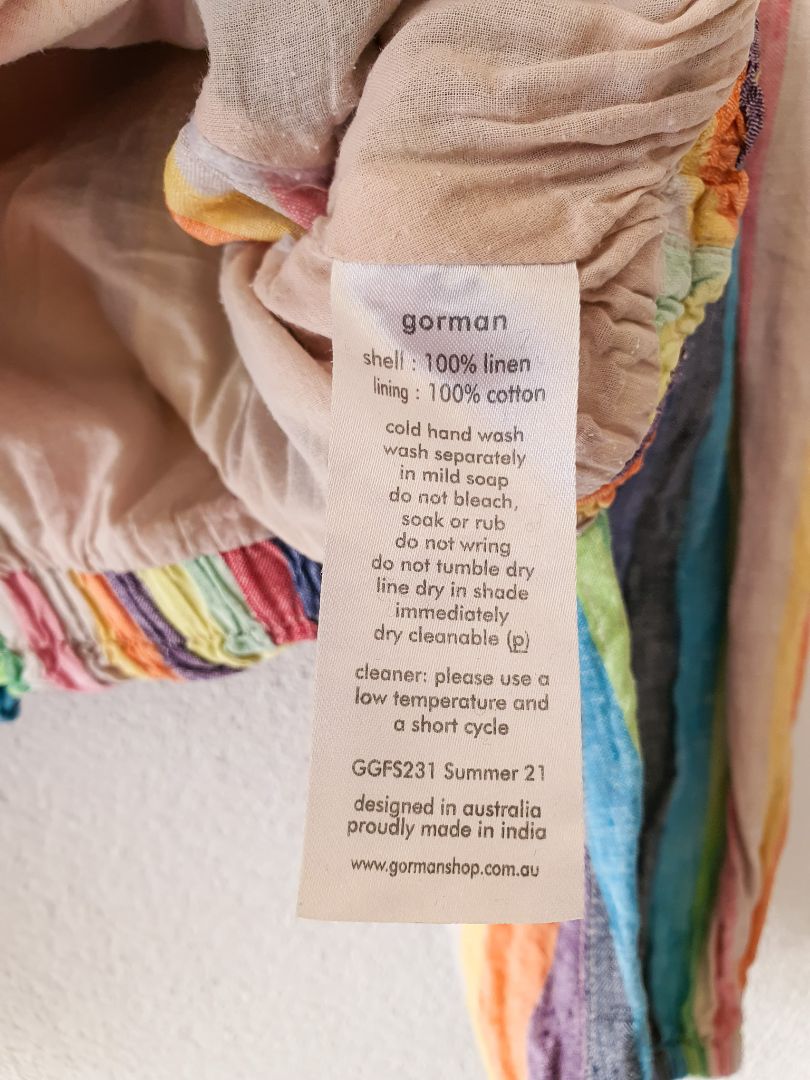 gorman
shell : 100% linen
lining : 100% cotton
cold hand wash
wash separately
in mild soap
do not bleach,
soak or rub
do not wring
do not tumble dry
line dry in shade
immediately
dry cleanable (p)
cleaner: please use a
low temperature and
a short cycle
GGFS231 Summer 21
designed in australia
proudly made in india
www.gormanshop.com.au